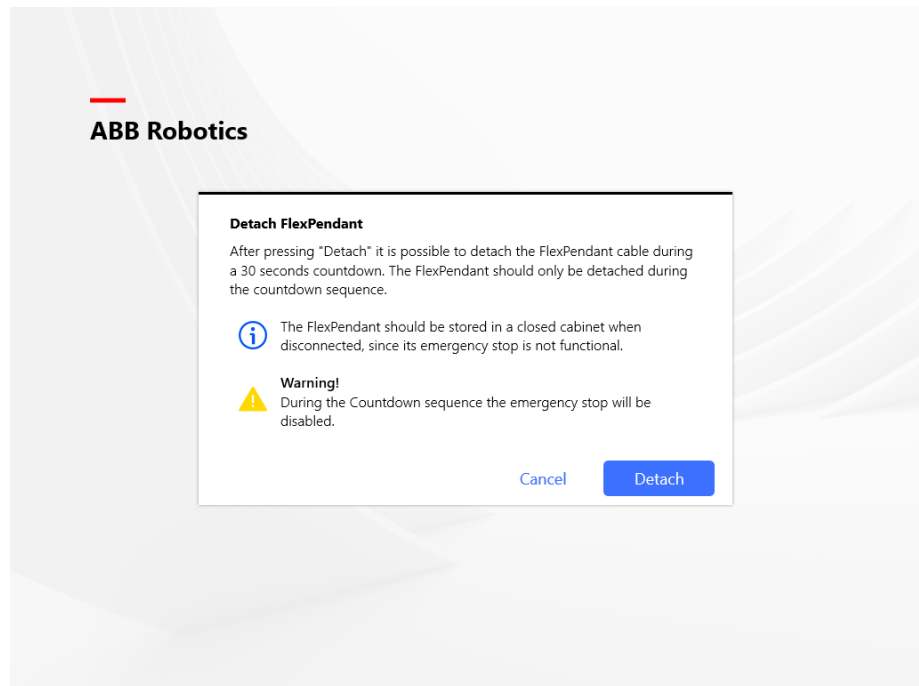 ABB Robotics
Detach FlexPendant
After pressing "Detach" it is possible to detach the FlexPendant cable during
a 30 seconds countdown. The FlexPendant should only be detached during
the countdown sequence.
The FlexPendant should be stored in a closed cabinet when
disconnected, since its emergency stop is not functional.
Warning!
During the Countdown sequence the emergency stop will be
disabled.
Cancel
Detach